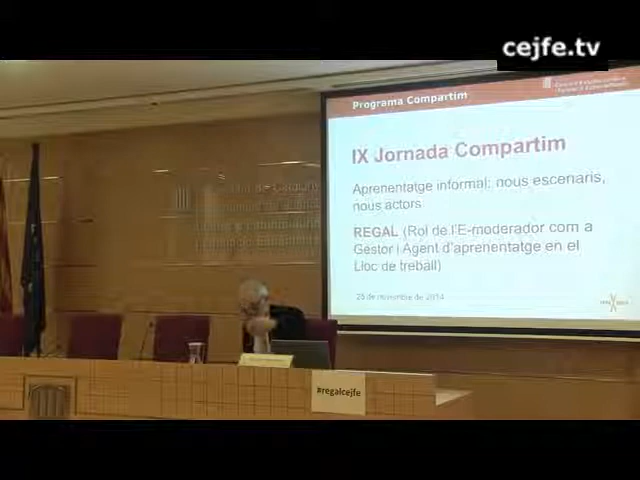 cejfe.tv
Programa Compartim
IX Jornada Compartim
Aprenentatge informal: nous escenaris,
nous actors
REGAL (Rol de l'E-moderador com a
Gestor i Agent d'aprenentatge en el
Lloc de treball)
25 de novembre de 2014
#regalcejfe